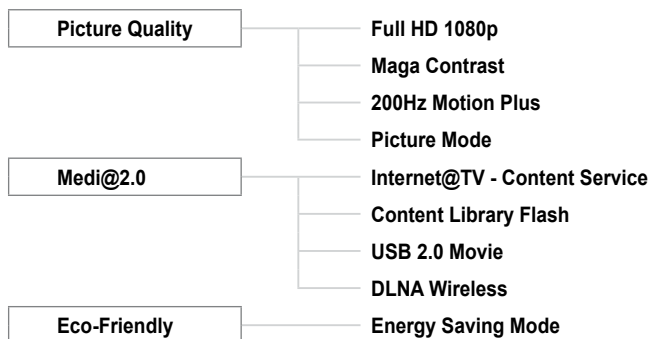 Picture Quality
Full HD 1080p
Maga Contrast
200Hz Motion Plus
Picture Mode
Medi@2.0
Internet@TV - Content Service
Content Library Flash
USB 2.0 Movie
DLNA Wireless
Eco-Friendly
Energy Saving Mode